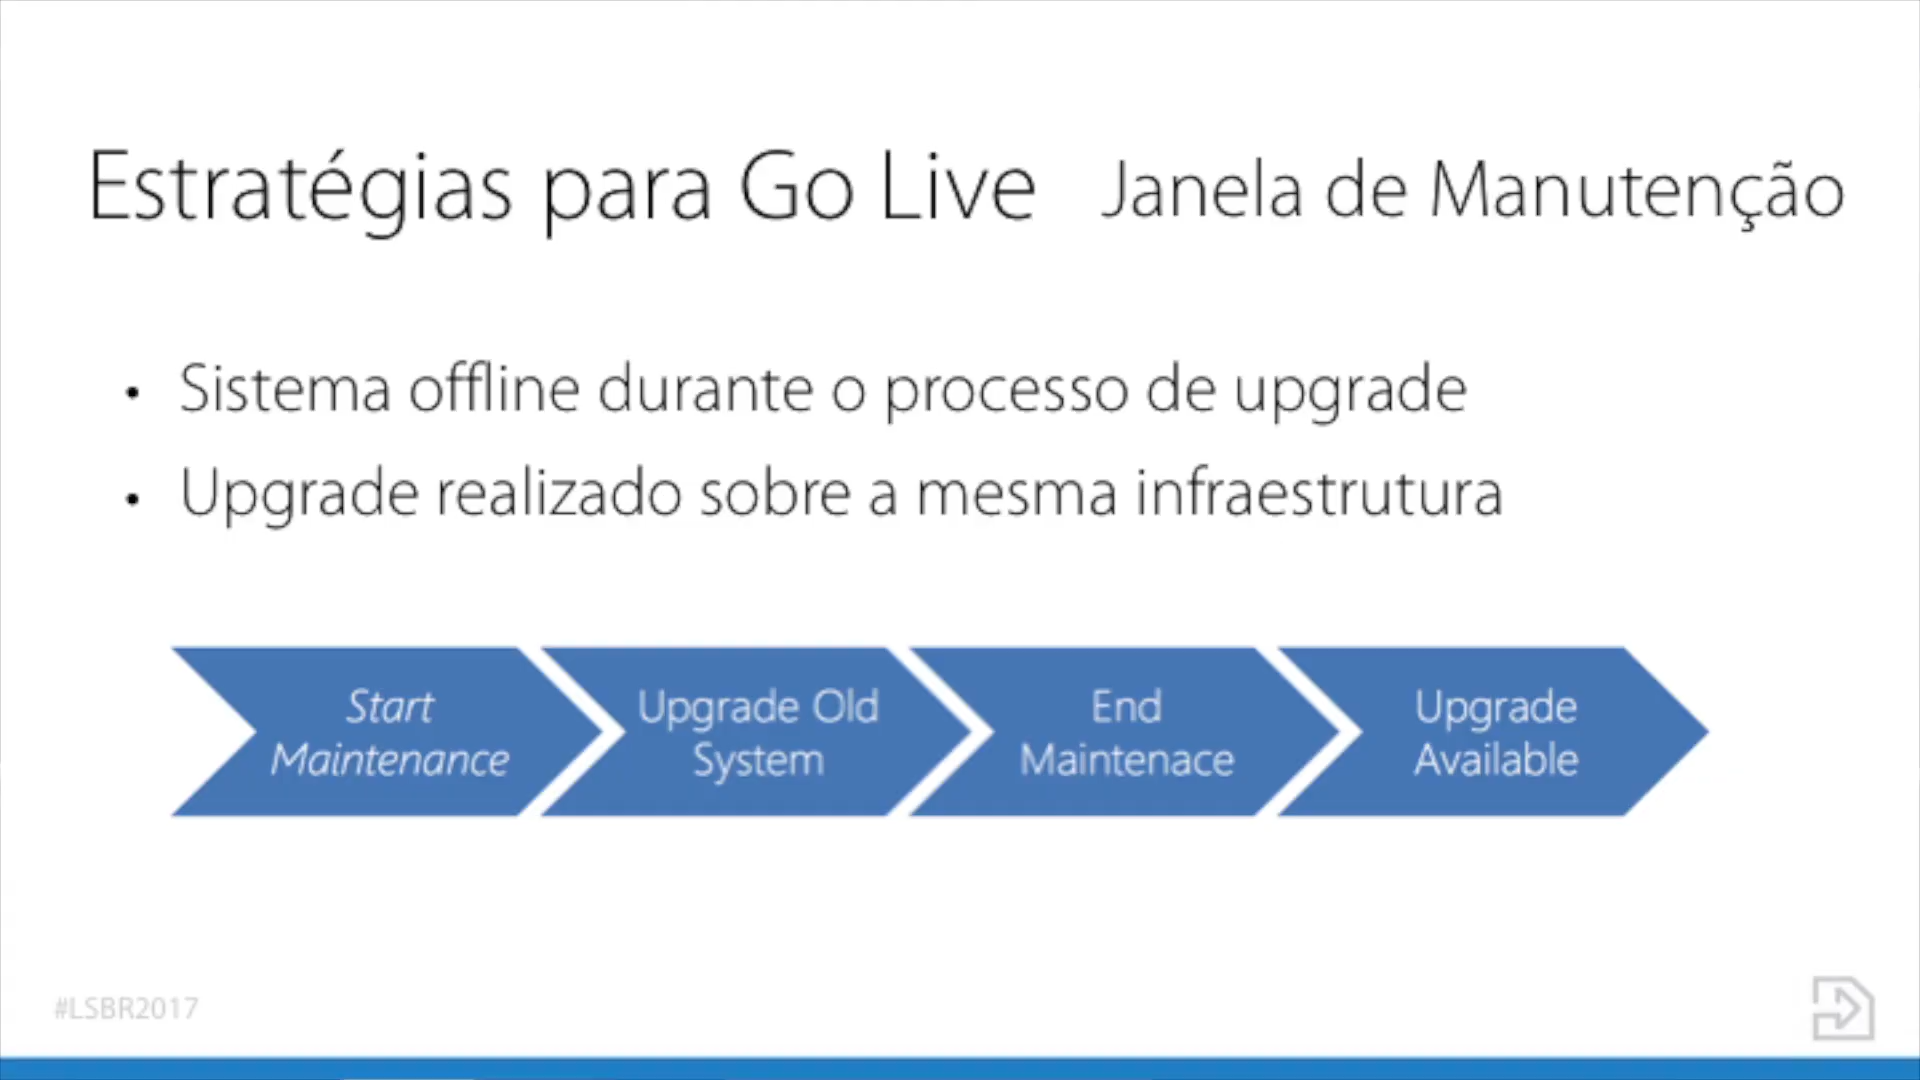 Estratégias para Go Live Janela de Manutenção
• Sistema offline durante o processo de upgrade
• Upgrade realizado sobre a mesma infraestrutura
Start
Maintenance
Upgrade Old
System
End
Maintenace
Upgrade
Available
#LSBR2017